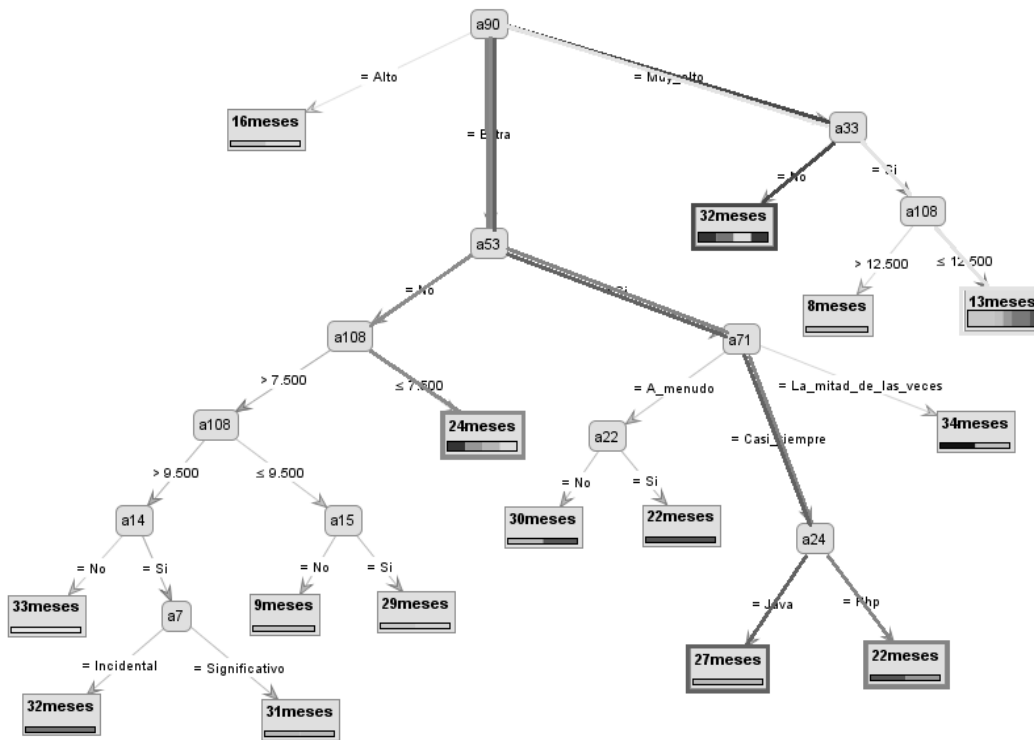 a90
= Alto
= Muy_alto
16meses
= Extra
a33
= No
= Si
32meses
a108
a53
> 12.500
≤ 12.500
= No
= Si
8meses
13meses
a108
a71
> 7.500
≤ 7.500
= A_menudo
= La_mitad_de_las_veces
a108
24meses
a22
= Casi_siempre
34meses
> 9.500
≤ 9.500
= No
= Si
a14
a15
30meses
22meses
a24
= No
= Si
= No
= Si
33meses
a7
9meses
29meses
= Java
= Php
= Incidental
= Significativo
27meses
22meses
32meses
31meses